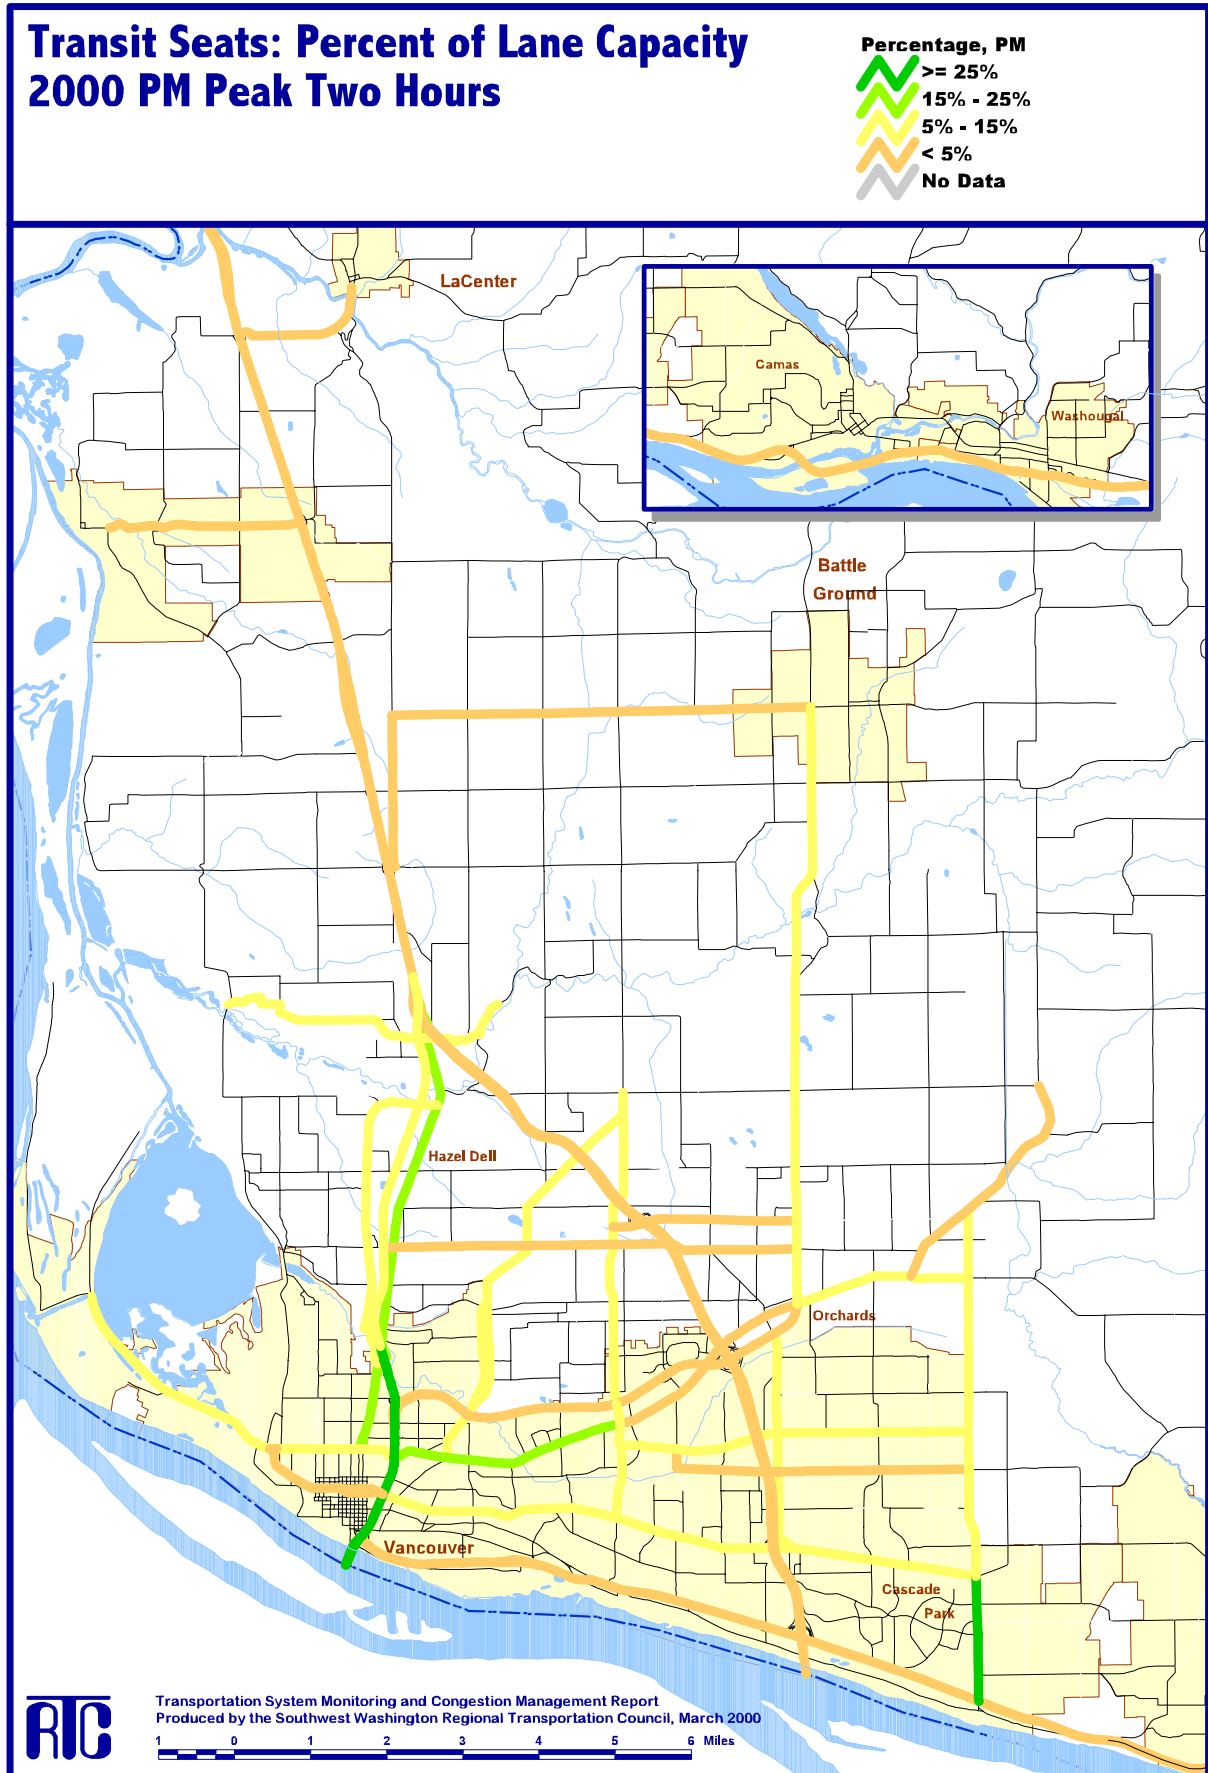 Transit Seats: Percent of Lane Capacity
2000 PM Peak Two Hours
Percentage, PM
>= 25%
15% - 25%
5% - 15%
< 5%
No Data
LaCenter
Camas
Washougal
Battle
Ground
Hazel Dell
Orchards
Vancouver
Cascade
Park
RTC
Transportation System Monitoring and Congestion Management Report
Produced by the Southwest Washington Regional Transportation Council, March 2000
1 0 1 2 3 4 5 6 Miles